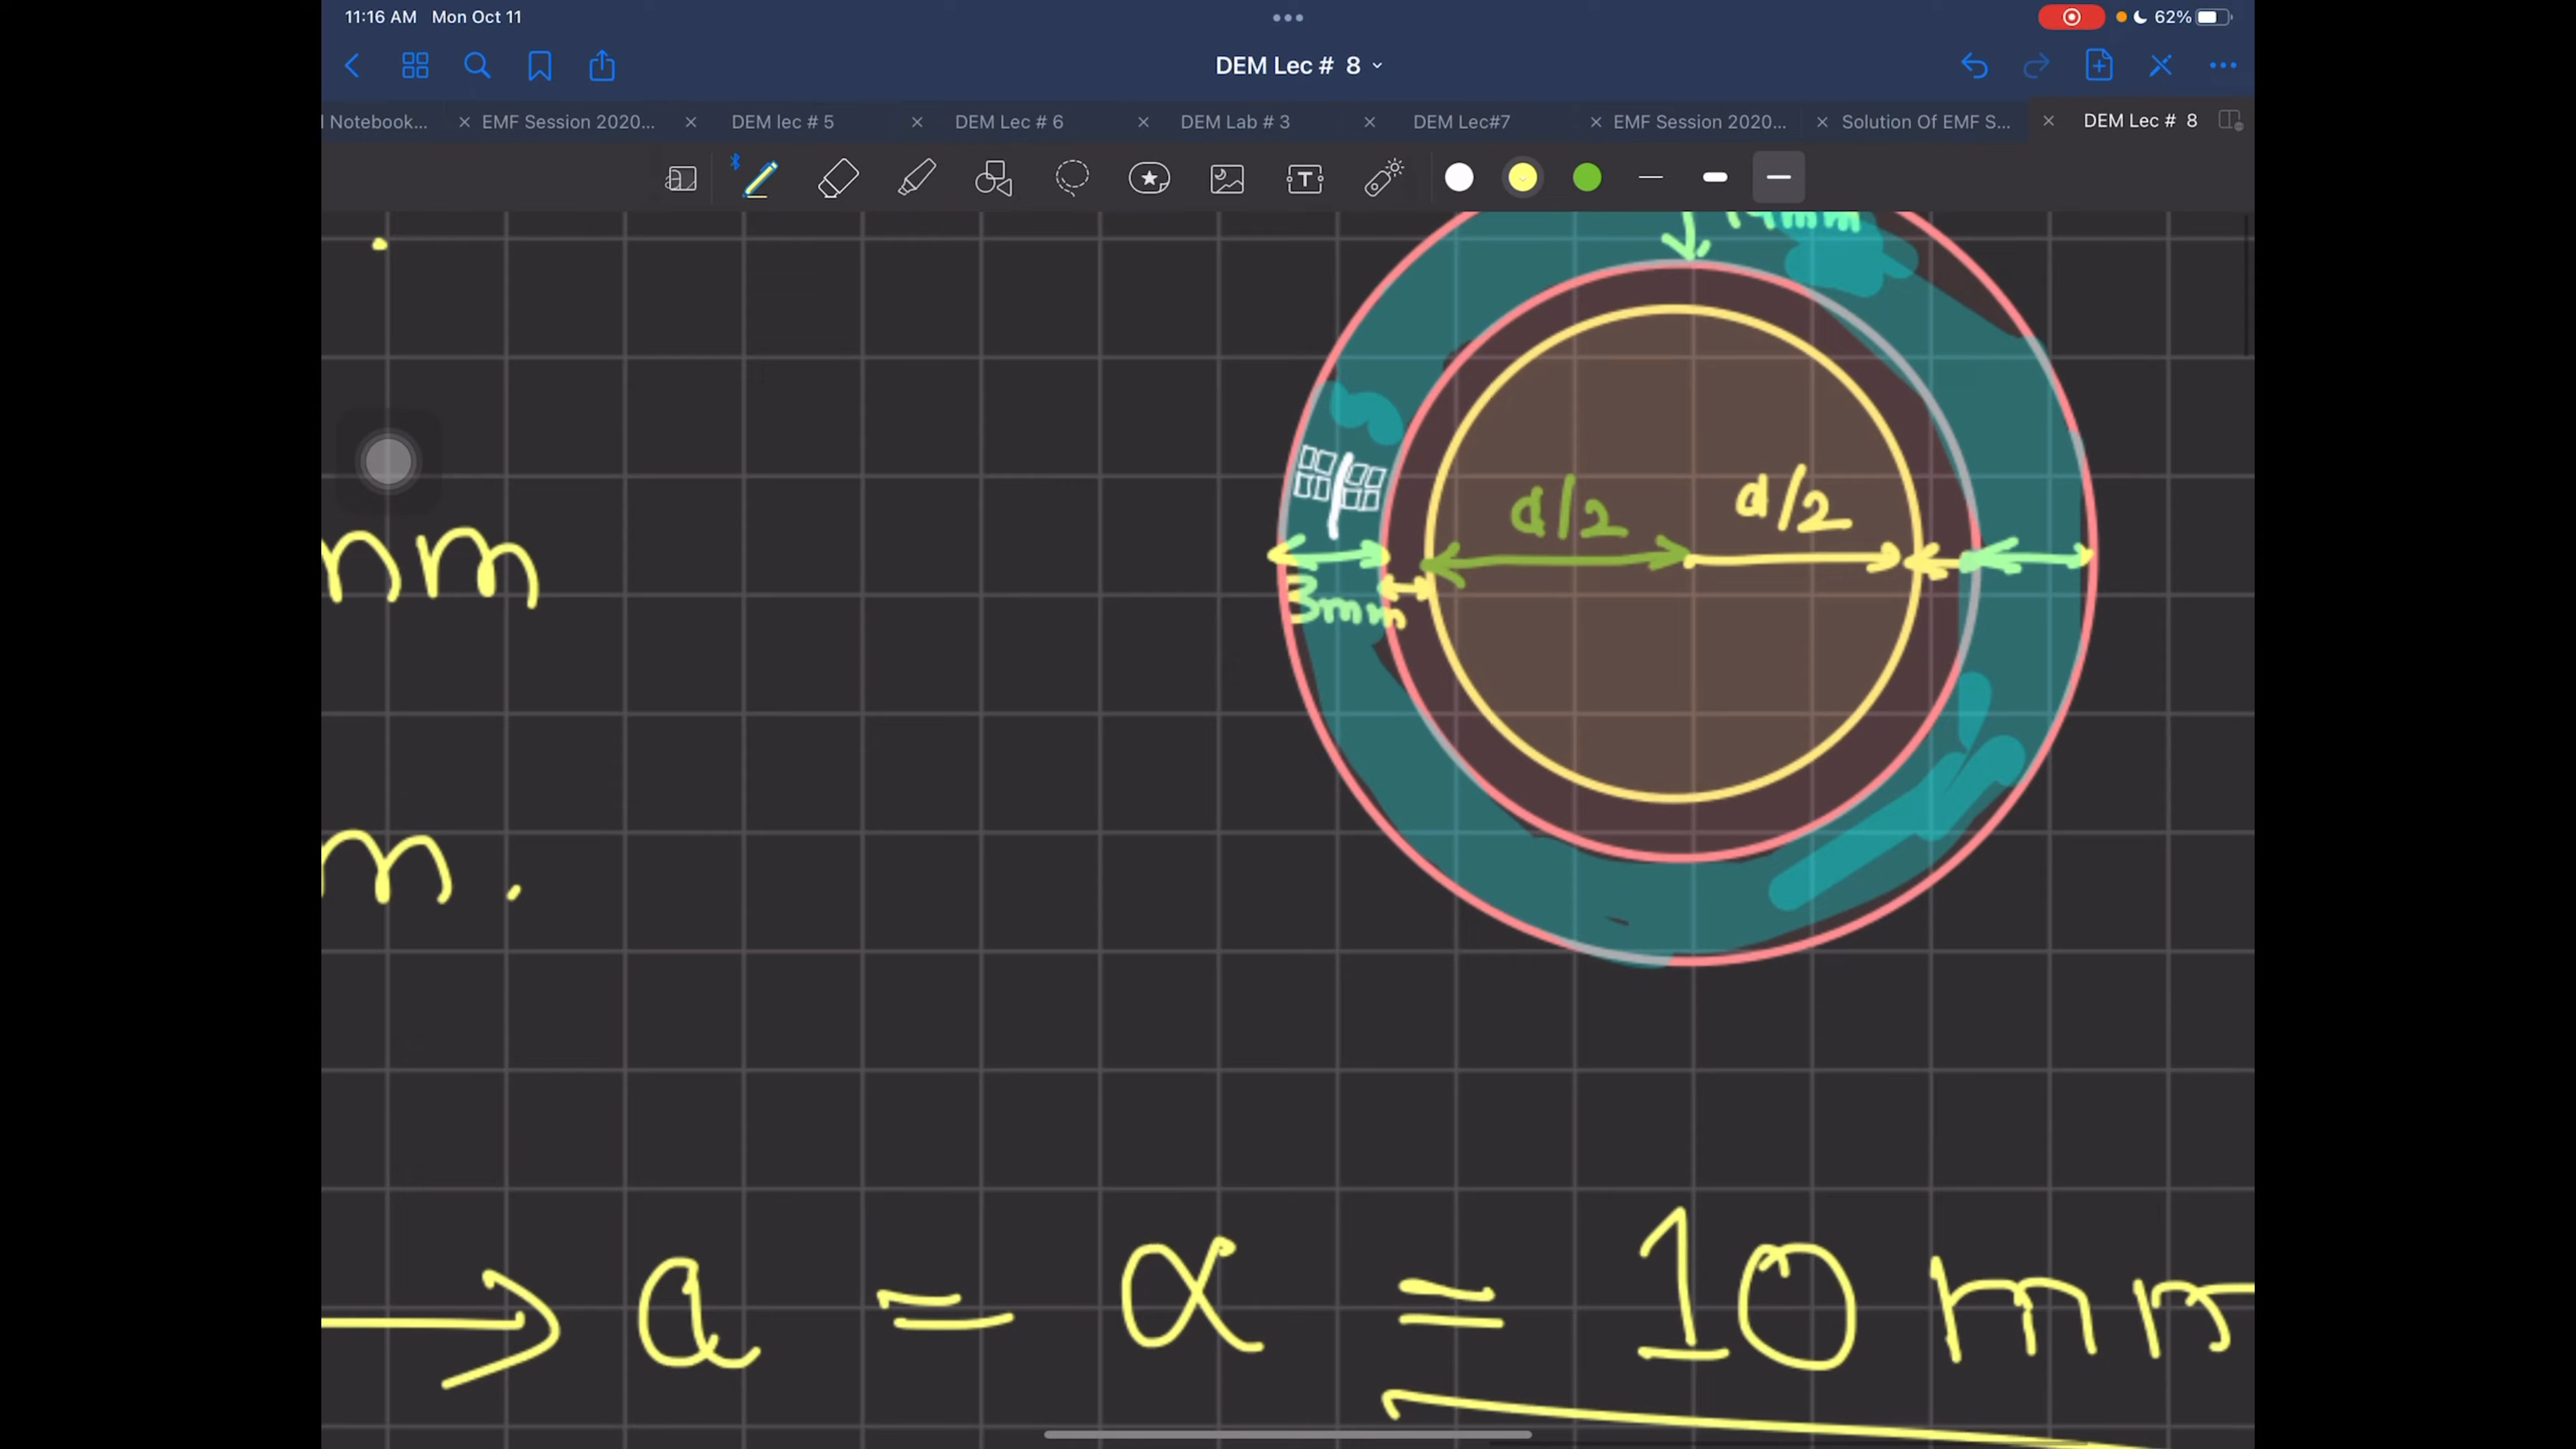 11:16 AM Mon Oct 11
62%
DEM Lec # 8
l Notebook...
EMF Session 2020...
DEM lec # 5
DEM Lec # 6
DEM Lab # 3
DEM Lec#7
EMF Session 2020...
Solution Of EMF S...
DEM Lec # 8
d/2
d/2
3mm
m.
a = α = 10 mm